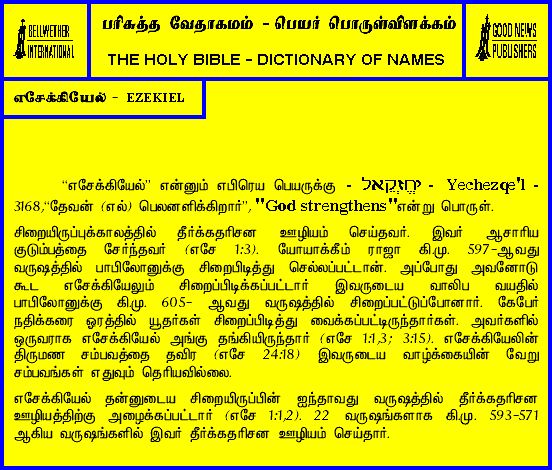 BELLWETHER
INTERNATIONAL
பரிசுத்த வேதாகமம் - பெயர் பொருள்விளக்கம்
THE HOLY BIBLE - DICTIONARY OF NAMES
GOOD NEWS
PUBLISHERS
எசேக்கியேல் - EZEKIEL
“எசேக்கியேல்” என்னும் எபிரெய பெயருக்கு - יְחֶזְקֵאל - Yechezqe'l -
3168,“தேவன் (எல்) பெலனளிக்கிறார்”, "God strengthens"என்று பொருள்.
சிறையிருப்புக்காலத்தில் தீர்க்கதரிசன ஊழியம் செய்தவர். இவர் ஆசாரிய
குடும்பத்தை சேர்ந்தவர் (எசே 1:3). யோயாக்கீம் ராஜா கி.மு. 597-ஆவது
வருஷத்தில் பாபிலோனுக்கு சிறைபிடித்து செல்லப்பட்டான். அப்போது அவனோடு
கூட எசேக்கியேலும் சிறைப்பிடிக்கப்பட்டார் இவருடைய வாலிப வயதில்
பாபிலோனுக்கு கி.மு. 605- ஆவது வருஷத்தில் சிறைப்பட்டுப்போனார். கேபேர்
நதிக்கரை ஓரத்தில் யூதர்கள் சிறைப்பிடித்து வைக்கப்பட்டிருந்தார்கள். அவர்களில்
ஒருவராக எசேக்கியேல் அங்கு தங்கியிருந்தார் (எசே 1:1,3; 3:15). எசேக்கியேலின்
திருமண சம்பவத்தை தவிர (எசே 24:18) இவருடைய வாழ்க்கையின் வேறு
சம்பவங்கள் எதுவும் தெரியவில்லை.
எசேக்கியேல் தன்னுடைய சிறையிருப்பின் ஐந்தாவது வருஷத்தில் தீர்க்கதரிசன
ஊழியத்திற்கு அழைக்கப்பட்டார் (எசே 1:1,2). 22 வருஷங்களாக கி.மு. 593-571
ஆகிய வருஷங்களில் இவர் தீர்க்கதரிசன ஊழியம் செய்தார்.